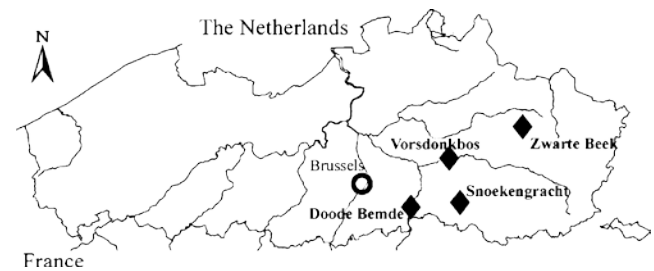 The Netherlands
N
Vorsdonkbos
Zwarte Beek
Brussels
Snoekengracht
Doode Bemde
France